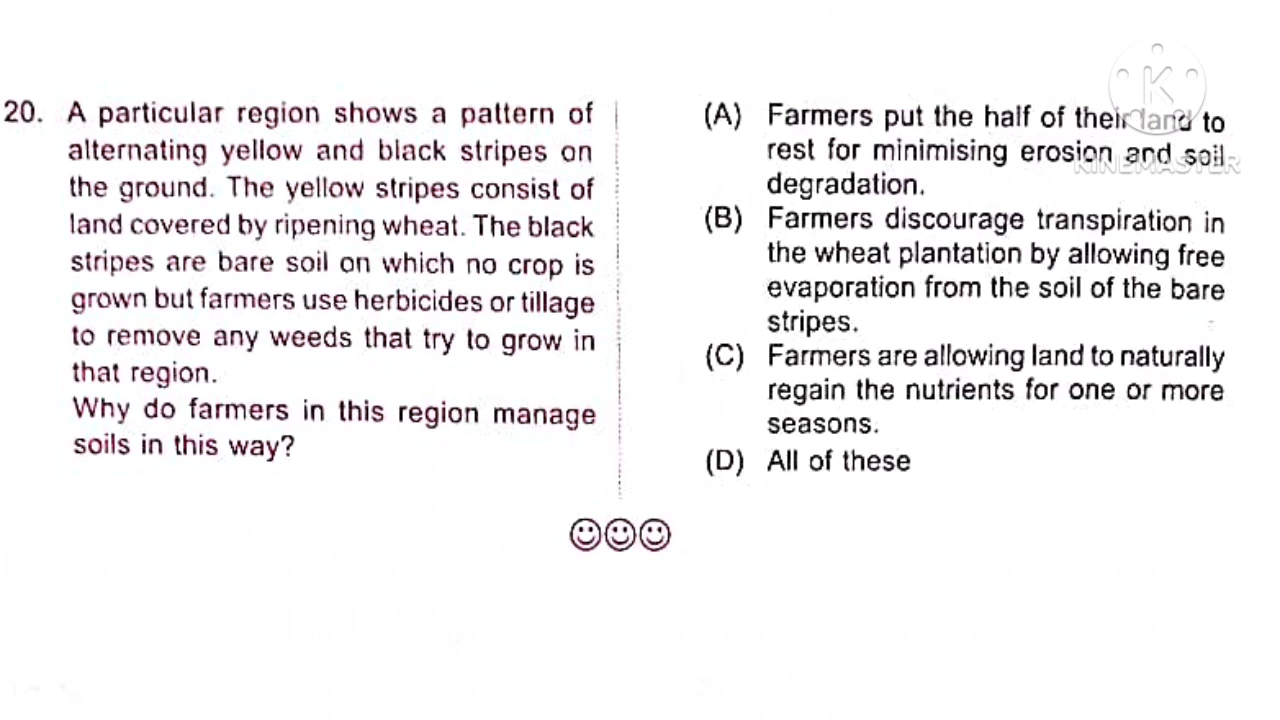 20. A particular region shows a pattern of
alternating yellow and black stripes on
the ground. The yellow stripes consist of
land covered by ripening wheat. The black
stripes are bare soil on which no crop is
grown but farmers use herbicides or tillage
to remove any weeds that try to grow in
that region.
Why do farmers in this region manage
soils in this way?
(A) Farmers put the half of their land to
rest for minimising erosion and soil
degradation.
(B) Farmers discourage transpiration in
the wheat plantation by allowing free
evaporation from the soil of the bare
stripes.
(C) Farmers are allowing land to naturally
regain the nutrients for one or more
seasons.
(D) All of these
K
KINEMASTER